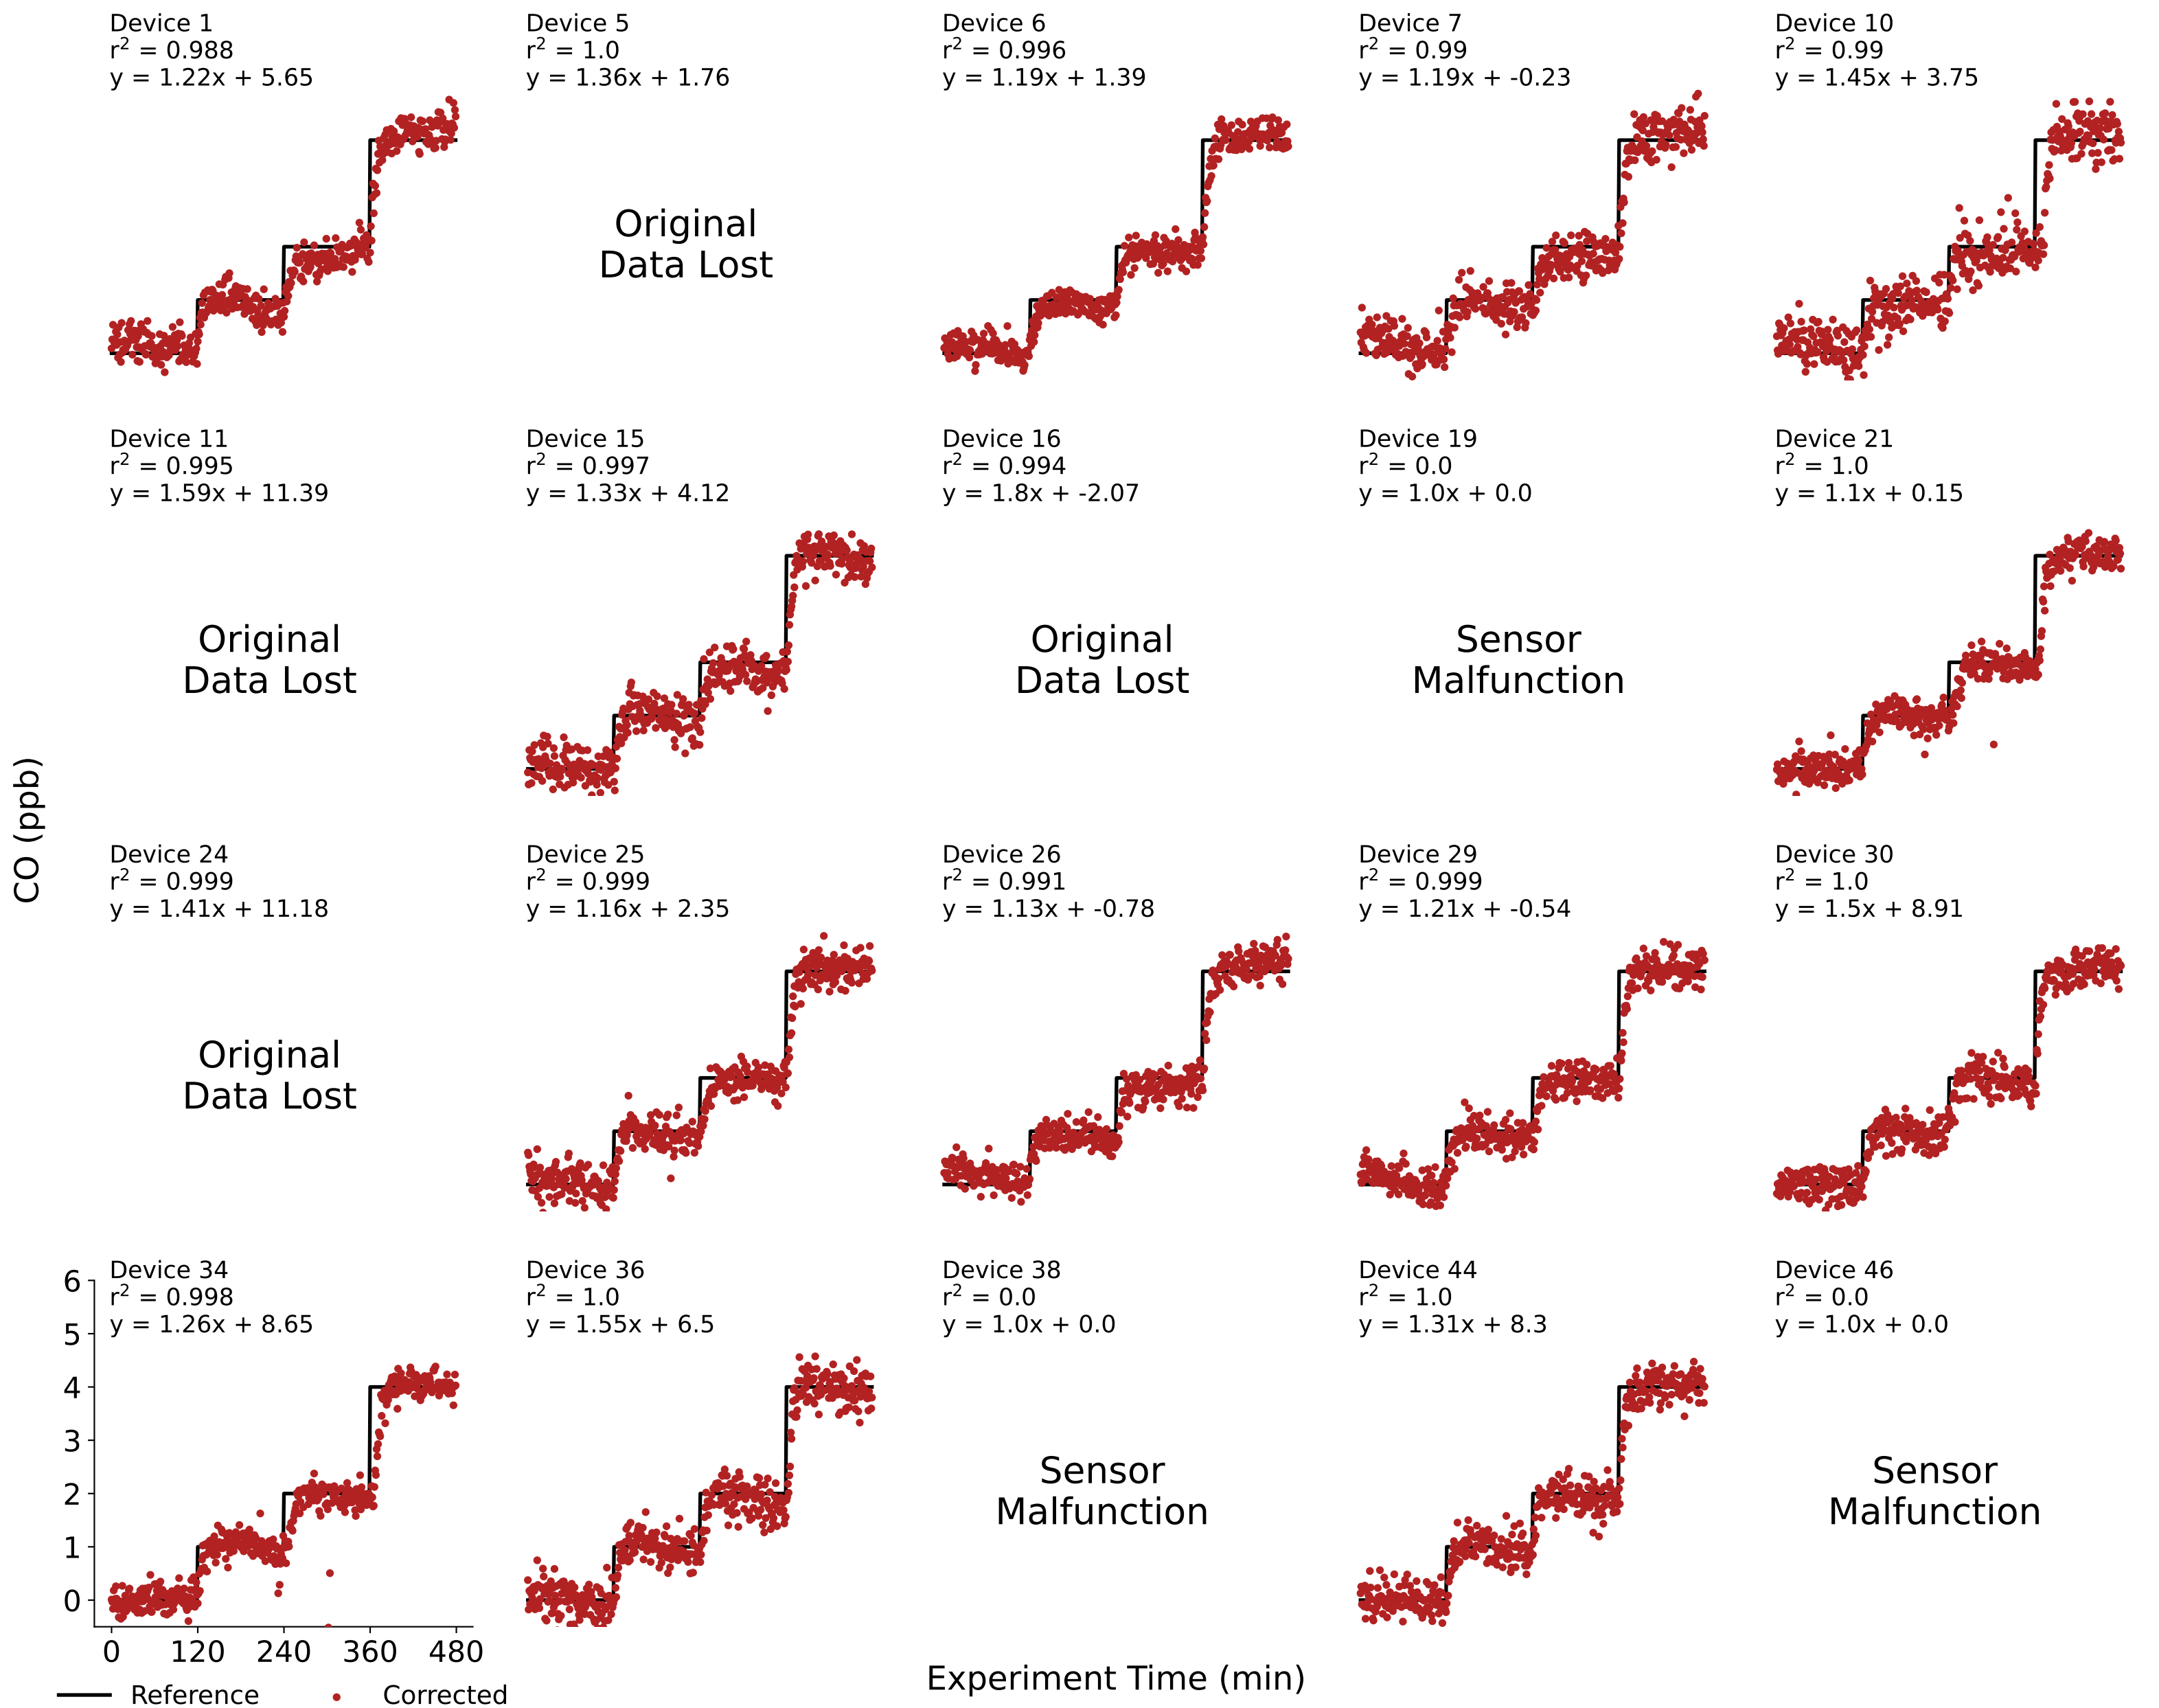 Device 1
r² = 0.988
y = 1.22x + 5.65
Device 5
r² = 1.0
y = 1.36x + 1.76
Original
Data Lost
Device 6
r² = 0.996
y = 1.19x + 1.39
Device 7
r² = 0.99
y = 1.19x + -0.23
Device 10
r² = 0.99
y = 1.45x + 3.75
Device 11
r² = 0.995
y = 1.59x + 11.39
Original
Data Lost
Device 15
r² = 0.997
y = 1.33x + 4.12
Device 16
r² = 0.994
y = 1.8x + -2.07
Original
Data Lost
Device 19
r² = 0.0
y = 1.0x + 0.0
Sensor
Malfunction
Device 21
r² = 1.0
y = 1.1x + 0.15
CO (ppb)
Device 24
r² = 0.999
y = 1.41x + 11.18
Original
Data Lost
Device 25
r² = 0.999
y = 1.16x + 2.35
Device 26
r² = 0.991
y = 1.13x + -0.78
Device 29
r² = 0.999
y = 1.21x + -0.54
Device 30
r² = 1.0
y = 1.5x + 8.91
Device 34
r² = 0.998
y = 1.26x + 8.65
6
5
4
3
2
1
0
0 120 240 360 480
Device 36
r² = 1.0
y = 1.55x + 6.5
Device 38
r² = 0.0
y = 1.0x + 0.0
Sensor
Malfunction
Device 44
r² = 1.0
y = 1.31x + 8.3
Device 46
r² = 0.0
y = 1.0x + 0.0
Sensor
Malfunction
Experiment Time (min)
Reference Corrected